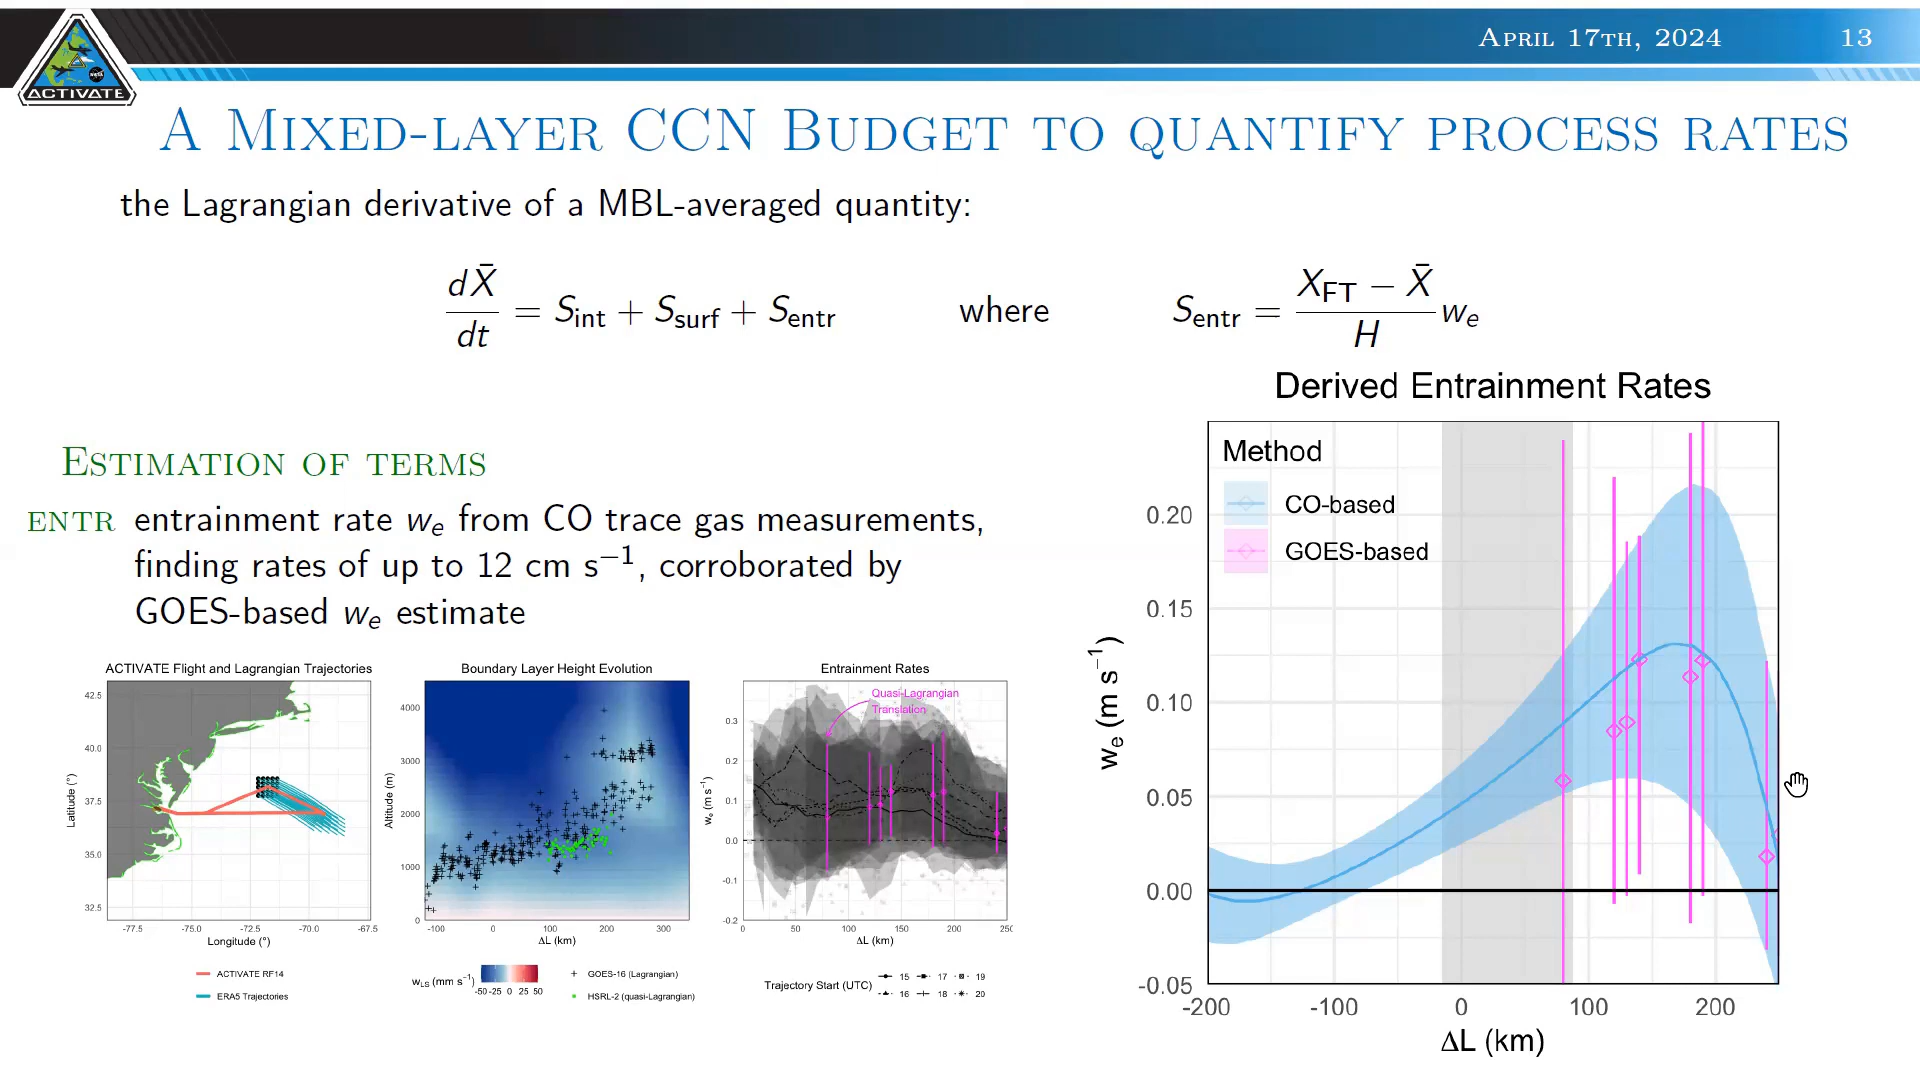 April 17th, 2024
13
ACTIVATE
A Mixed-layer CCN Budget to quantify process rates
the Lagrangian derivative of a MBL-averaged quantity:
dX̄/dt = S_int + S_surf + S_entr where S_entr = (X_FT − X̄)/H w_e
Estimation of terms
entr entrainment rate w_e from CO trace gas measurements,
finding rates of up to 12 cm s⁻¹, corroborated by
GOES-based w_e estimate
ACTIVATE Flight and Lagrangian Trajectories
42.5
40.0
37.5
35.0
32.5
Latitude (°)
-77.5 -75.0 -72.5 -70.0 -67.5
Longitude (°)
ACTIVATE RF14
ERA5 Trajectories
Boundary Layer Height Evolution
4000
3000
2000
1000
0
Altitude (m)
-100 0 100 200 300
ΔL (km)
w_LS (mm s⁻¹)
-50 -25 0 25 50
GOES-16 (Lagrangian)
HSRL-2 (quasi-Lagrangian)
Entrainment Rates
Quasi-Lagrangian
Translation
0.3
0.2
0.1
0.0
-0.1
-0.2
w_e (m s⁻¹)
0 50 100 150 200 250
ΔL (km)
Trajectory Start (UTC)
15 17 19
16 18 20
Derived Entrainment Rates
Method
CO-based
GOES-based
0.20
0.15
0.10
0.05
0.00
-0.05
w_e (m s⁻¹)
-200 -100 0 100 200
ΔL (km)